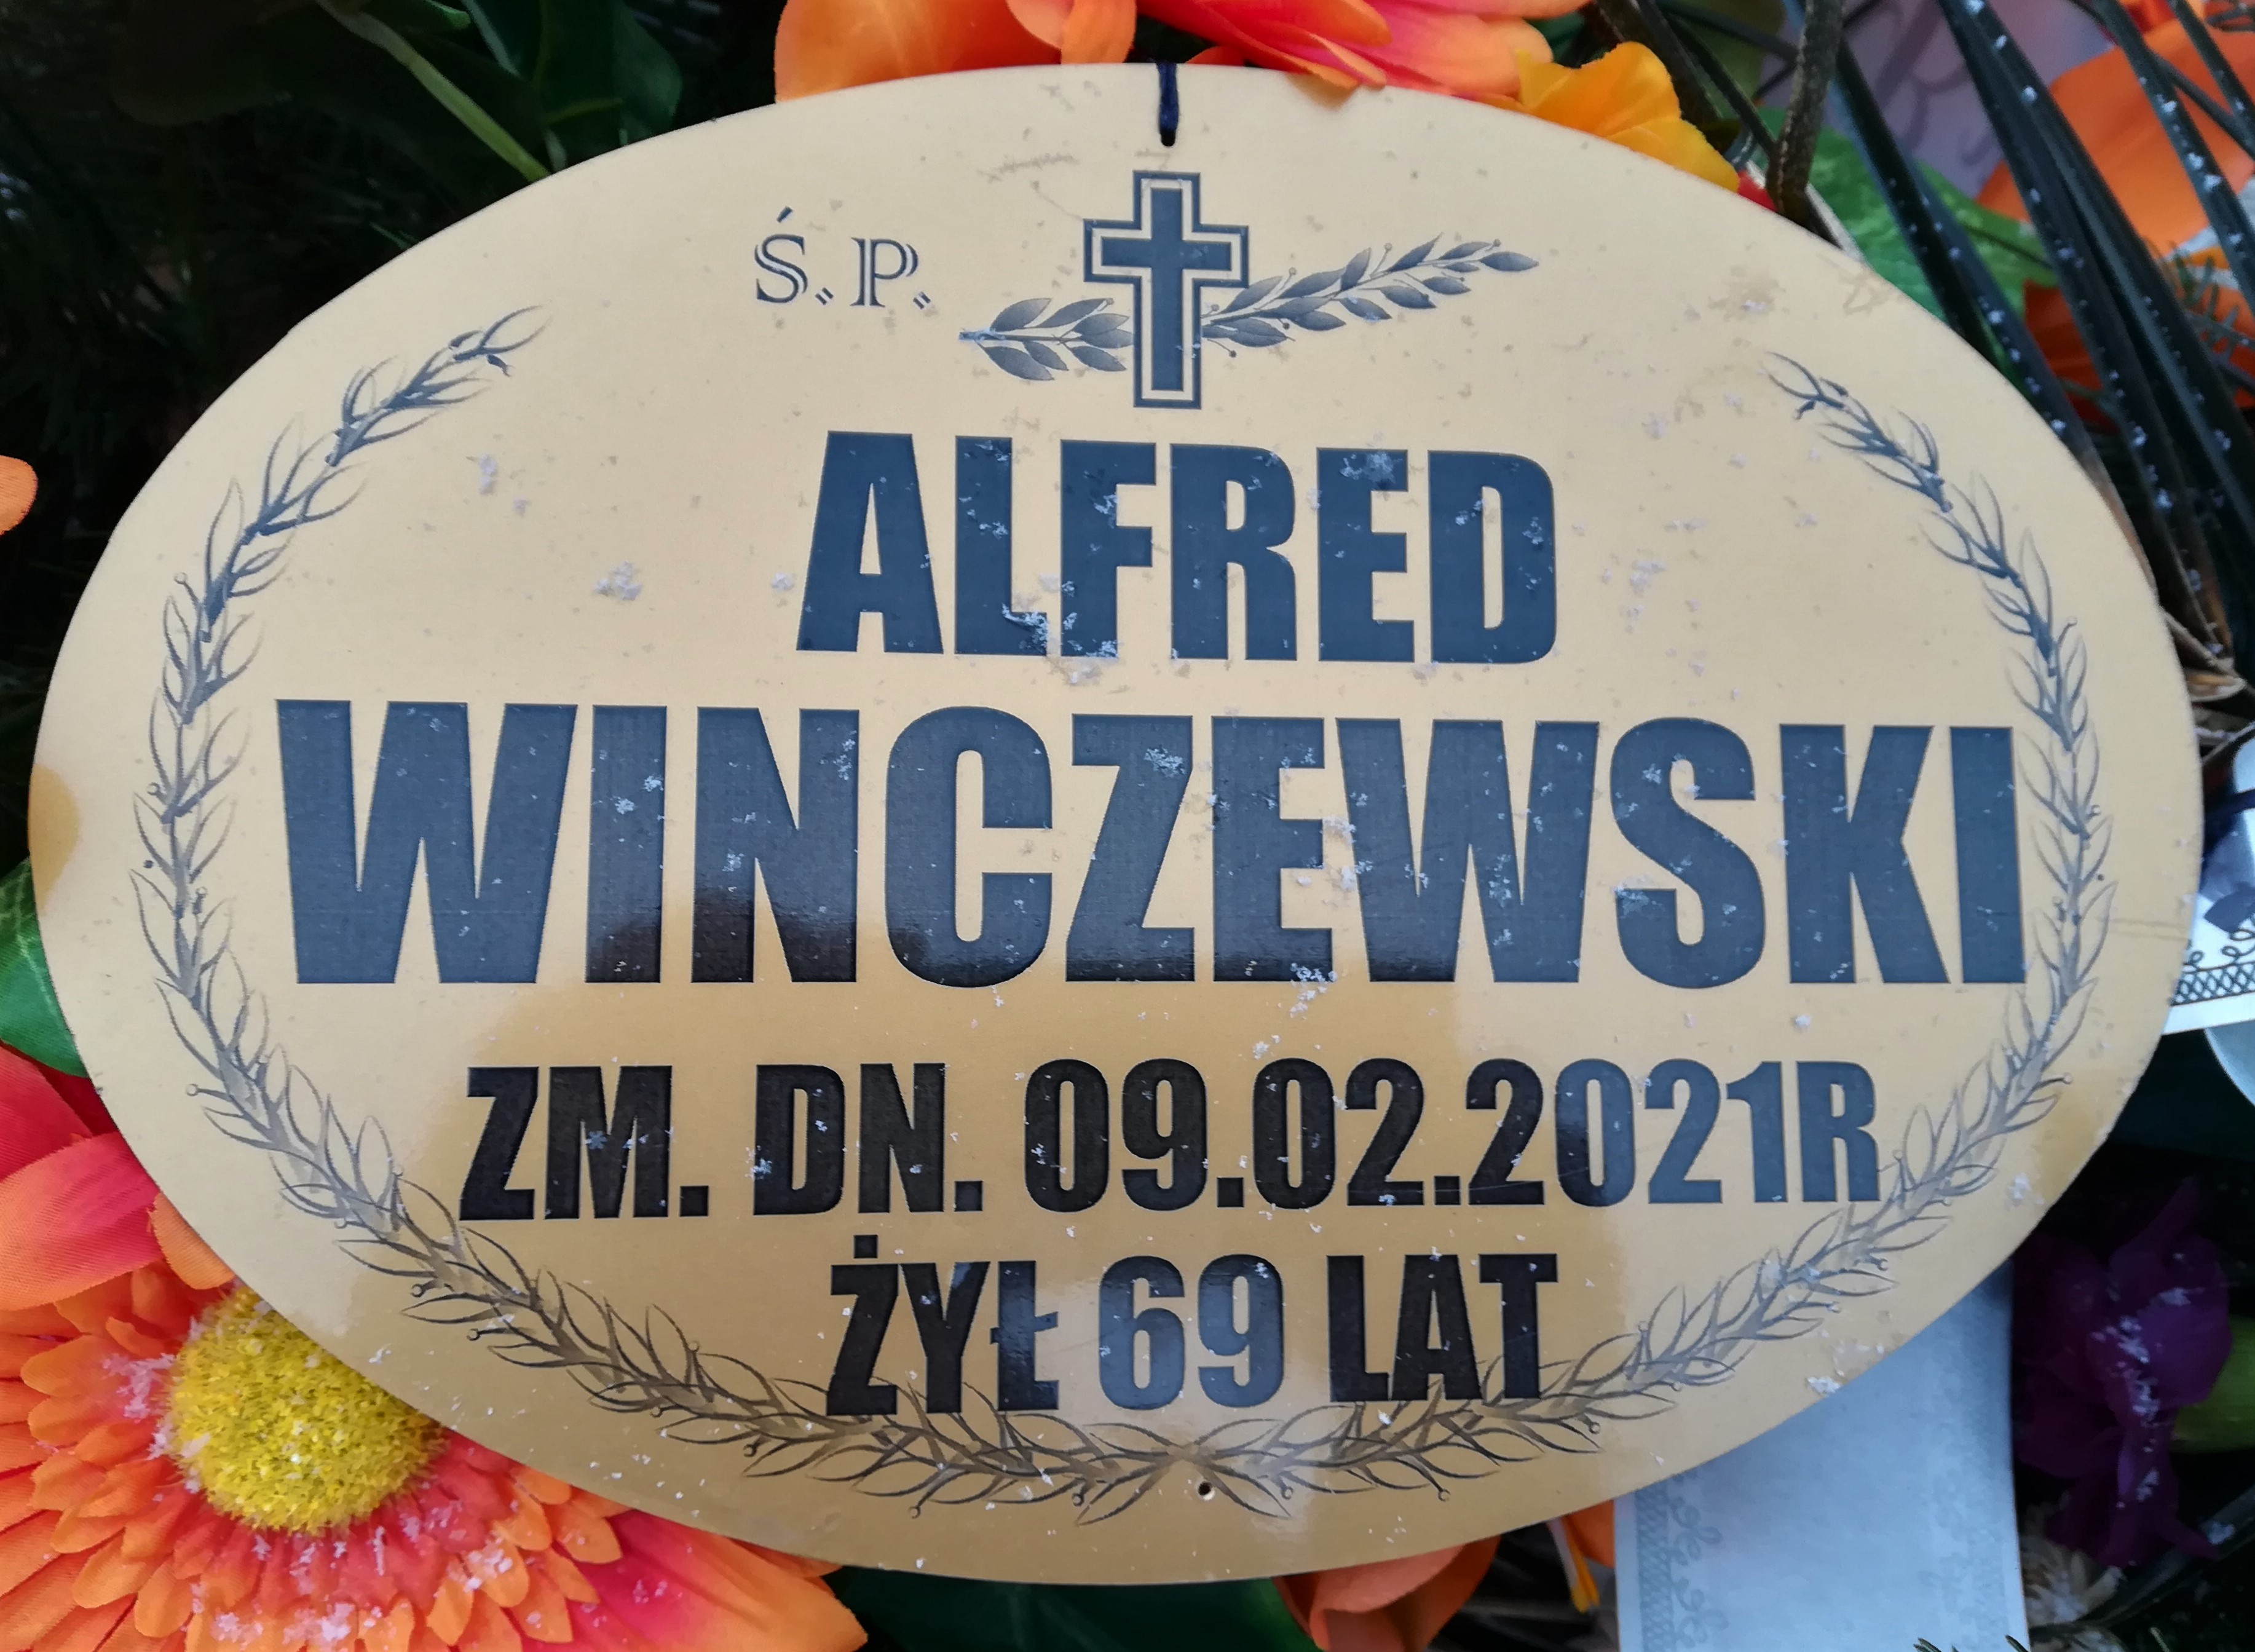 Ś.P.
ALFRED
WINCZEWSKI
ZM. DN. 09.02.2021R
ŻYŁ 69 LAT